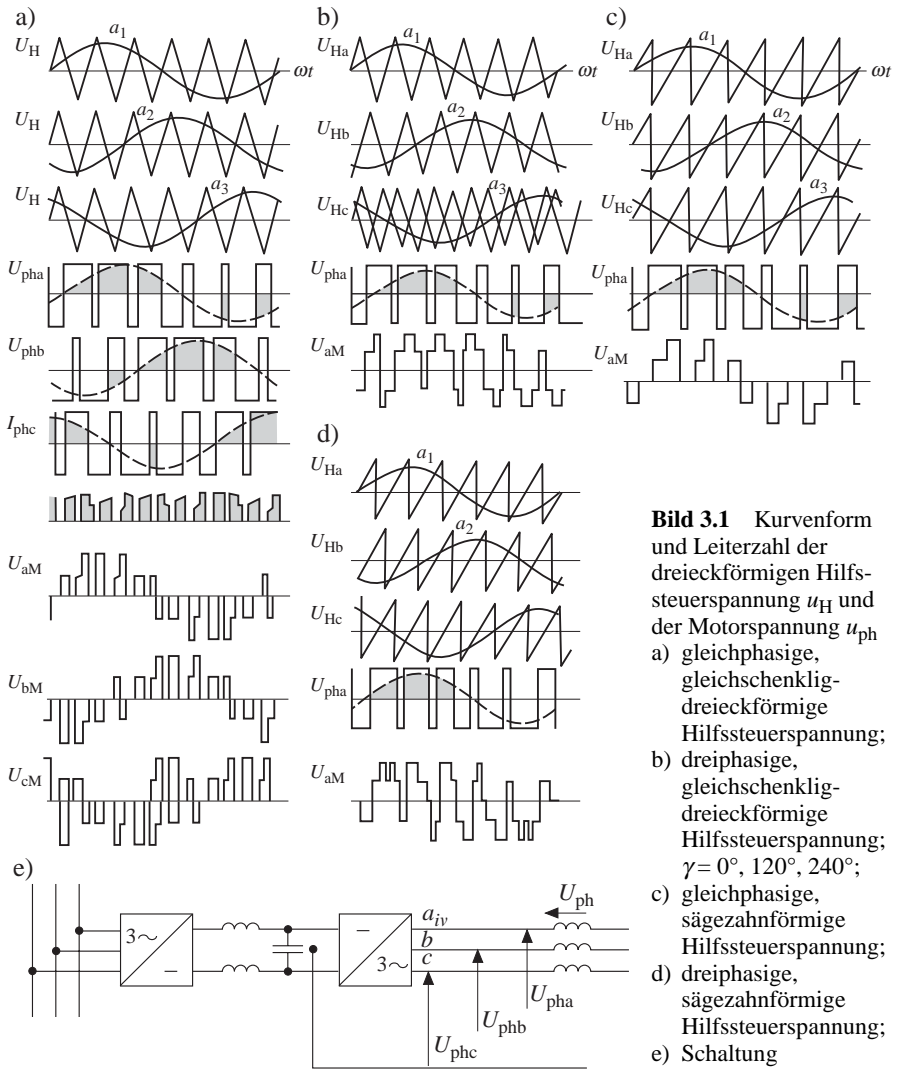 a)
U_H
a_1
ωt
U_H
a_2
U_H
a_3
U_pha
U_phb
I_phc
U_aM
U_bM
U_cM
b)
U_Ha
a_1
ωt
U_Hb
a_2
U_Hc
a_3
U_pha
U_aM
c)
U_Ha
a_1
ωt
U_Hb
a_2
U_Hc
a_3
U_pha
U_aM
d)
U_Ha
a_1
U_Hb
a_2
U_Hc
U_pha
U_aM
e)
3~
–
–
3~
a_iv
b
c
U_ph
U_pha
U_phb
U_phc
Bild 3.1 Kurvenform
und Leiterzahl der
dreieckförmigen Hilfs-
steuerspannung u_H und
der Motorspannung u_ph
a) gleichphasige,
gleichschenklig-
dreieckförmige
Hilfssteuerspannung;
b) dreiphasige,
gleichschenklig-
dreieckförmige
Hilfssteuerspannung;
γ = 0°, 120°, 240°;
c) gleichphasige,
sägezahnförmige
Hilfssteuerspannung;
d) dreiphasige,
sägezahnförmige
Hilfssteuerspannung;
e) Schaltung